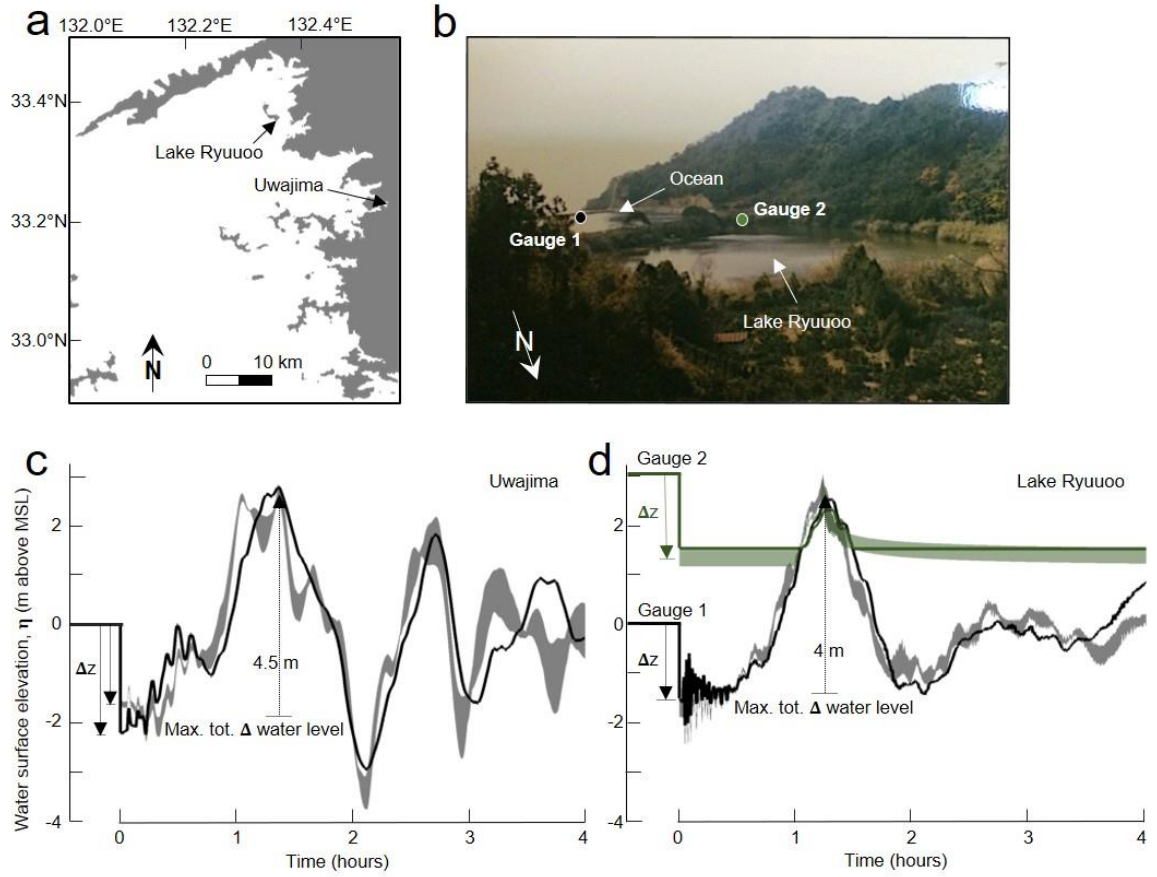 a
132.0°E 132.2°E 132.4°E
33.4°N
33.2°N
33.0°N
Lake Ryuuoo
Uwajima
N
0 10 km
b
Ocean
Gauge 1
Gauge 2
Lake Ryuuoo
N
c
Uwajima
Water surface elevation, η (m above MSL)
2
0
-2
-4
Δz
4.5 m
Max. tot. Δ water level
0 1 2 3 4
Time (hours)
d
Gauge 2
Lake Ryuuoo
Δz
2
Gauge 1
0
Δz
4 m
-2
Max. tot. Δ water level
-4
0 1 2 3 4
Time (hours)